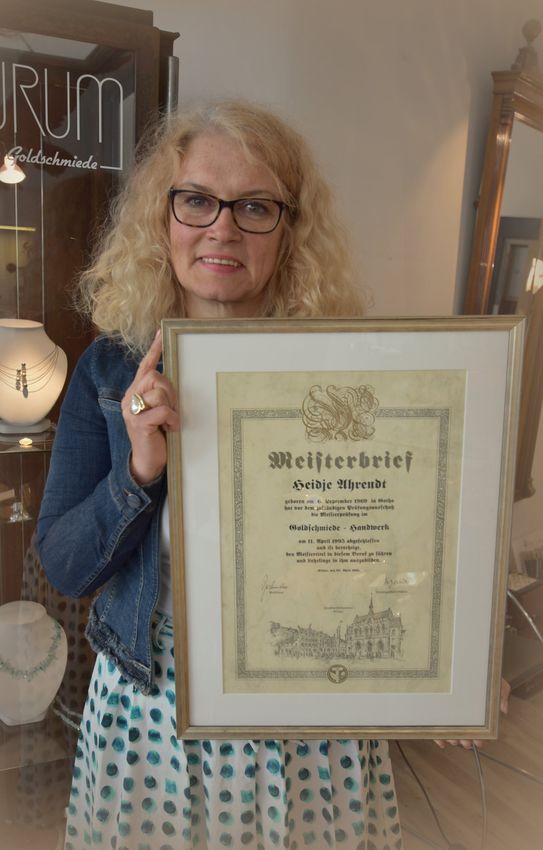 URUM
Goldschmiede
Meisterbrief
Heidje Ahrendt
geboren am 6. Dezember 1969 in Gotha
hat vor dem zuständigen Prüfungsausschuß
die Meisterprüfung im
Goldschmiede - Handwerk
am 11. April 1995 abgeschlossen
und ist berechtigt,
den Meistertitel in diesem Beruf zu führen
und Lehrlinge in ihm auszubilden.